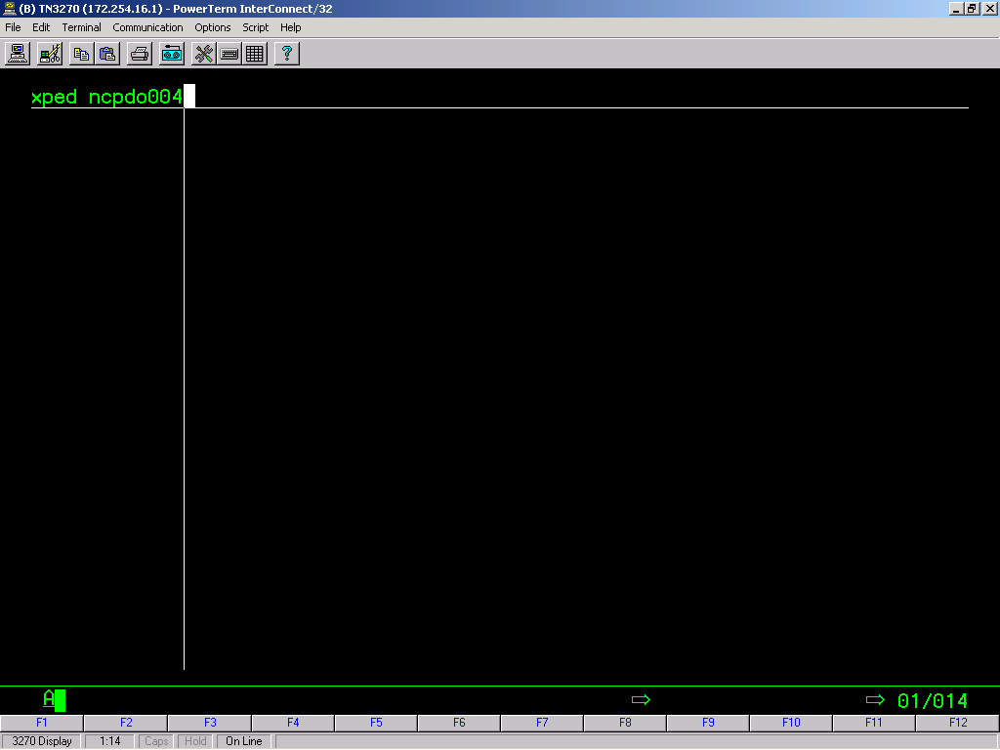 (B) TN3270 (172.254.16.1) - PowerTerm InterConnect/32
File Edit Terminal Communication Options Script Help
?
xped ncpdo004
A 01/014
F1 F2 F3 F4 F5 F6 F7 F8 F9 F10 F11 F12
3270 Display 1:14 Caps Hold On Line